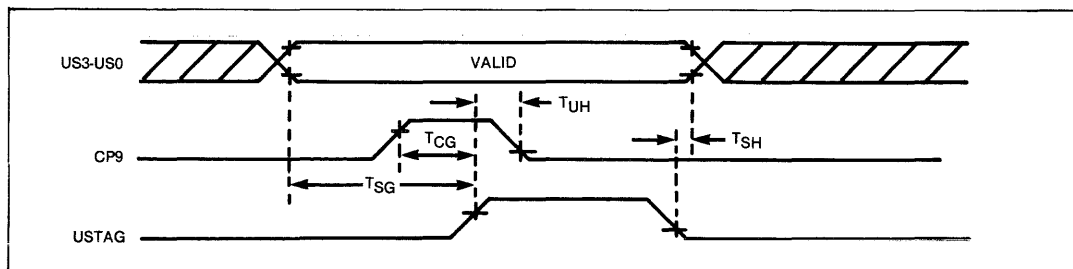 US3-US0
VALID
TUH
TCG
TSH
CP9
TSG
USTAG